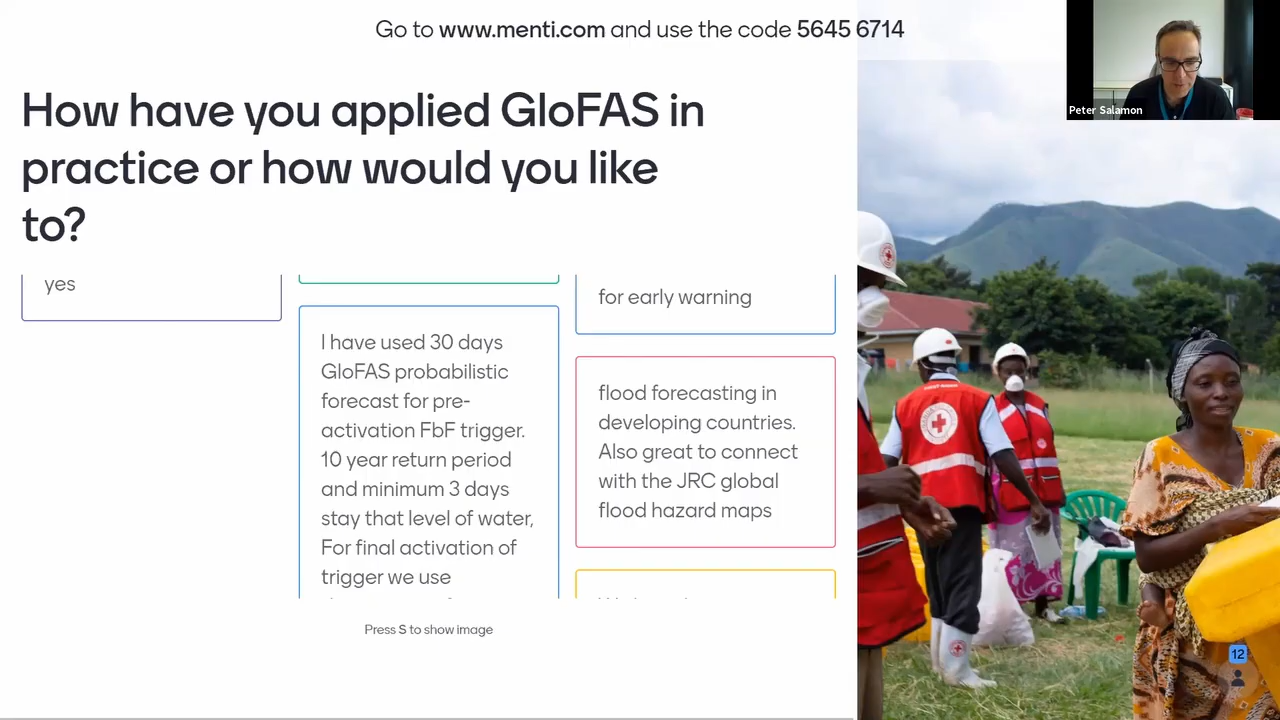 Go to www.menti.com and use the code 5645 6714
Peter Salamon
How have you applied GloFAS in
practice or how would you like
to?
yes
I have used 30 days
GloFAS probabilistic
forecast for pre-
activation FbF trigger.
10 year return period
and minimum 3 days
stay that level of water,
For final activation of
trigger we use
for early warning
flood forecasting in
developing countries.
Also great to connect
with the JRC global
flood hazard maps
Press S to show image
12